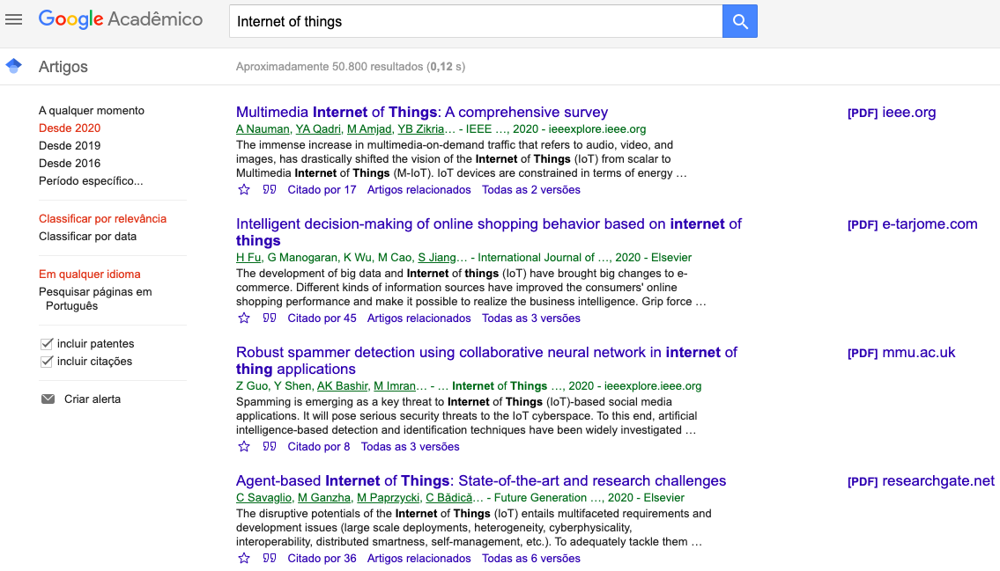 Google Acadêmico
Internet of things
Artigos
Aproximadamente 50.800 resultados (0,12 s)
A qualquer momento
Desde 2020
Desde 2019
Desde 2016
Período específico...
Classificar por relevância
Classificar por data
Em qualquer idioma
Pesquisar páginas em
Português
incluir patentes
incluir citações
Criar alerta
Multimedia Internet of Things: A comprehensive survey
[PDF] ieee.org
A Nauman, YA Qadri, M Amjad, YB Zikria… - IEEE …, 2020 - ieeexplore.ieee.org
The immense increase in multimedia-on-demand traffic that refers to audio, video, and
images, has drastically shifted the vision of the Internet of Things (IoT) from scalar to
Multimedia Internet of Things (M-IoT). IoT devices are constrained in terms of energy …
Citado por 17 Artigos relacionados Todas as 2 versões
Intelligent decision-making of online shopping behavior based on internet of
things
[PDF] e-tarjome.com
H Fu, G Manogaran, K Wu, M Cao, S Jiang… - International Journal of …, 2020 - Elsevier
The development of big data and Internet of things (IoT) have brought big changes to e-
commerce. Different kinds of information sources have improved the consumers' online
shopping performance and make it possible to realize the business intelligence. Grip force …
Citado por 45 Artigos relacionados Todas as 3 versões
Robust spammer detection using collaborative neural network in internet of
thing applications
[PDF] mmu.ac.uk
Z Guo, Y Shen, AK Bashir, M Imran… - … Internet of Things …, 2020 - ieeexplore.ieee.org
Spamming is emerging as a key threat to Internet of Things (IoT)-based social media
applications. It will pose serious security threats to the IoT cyberspace. To this end, artificial
intelligence-based detection and identification techniques have been widely investigated …
Citado por 8 Todas as 3 versões
Agent-based Internet of Things: State-of-the-art and research challenges
[PDF] researchgate.net
C Savaglio, M Ganzha, M Paprzycki, C Bădică… - Future Generation …, 2020 - Elsevier
The disruptive potentials of the Internet of Things (IoT) entails multifaceted requirements and
development issues (large scale deployments, heterogeneity, cyberphysicality,
interoperability, distributed smartness, self-management, etc.). To adequately tackle them …
Citado por 36 Artigos relacionados Todas as 6 versões